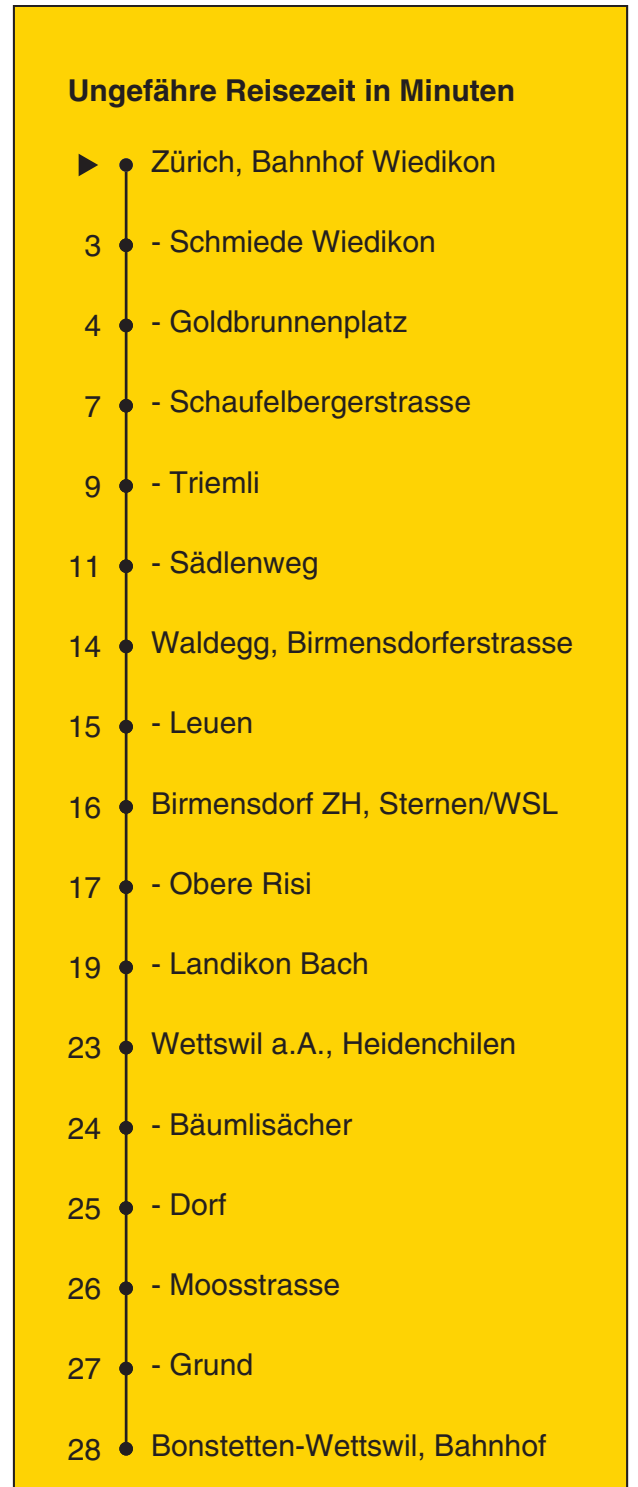 Ungefähre Reisezeit in Minuten
Zürich, Bahnhof Wiedikon
3 - Schmiede Wiedikon
4 - Goldbrunnenplatz
7 - Schaufelbergerstrasse
9 - Triemli
11 - Sädlenweg
14 Waldegg, Birmensdorferstrasse
15 - Leuen
16 Birmensdorf ZH, Sternen/WSL
17 - Obere Risi
19 - Landikon Bach
23 Wettswil a.A., Heidenchilen
24 - Bäumlisächer
25 - Dorf
26 - Moosstrasse
27 - Grund
28 Bonstetten-Wettswil, Bahnhof